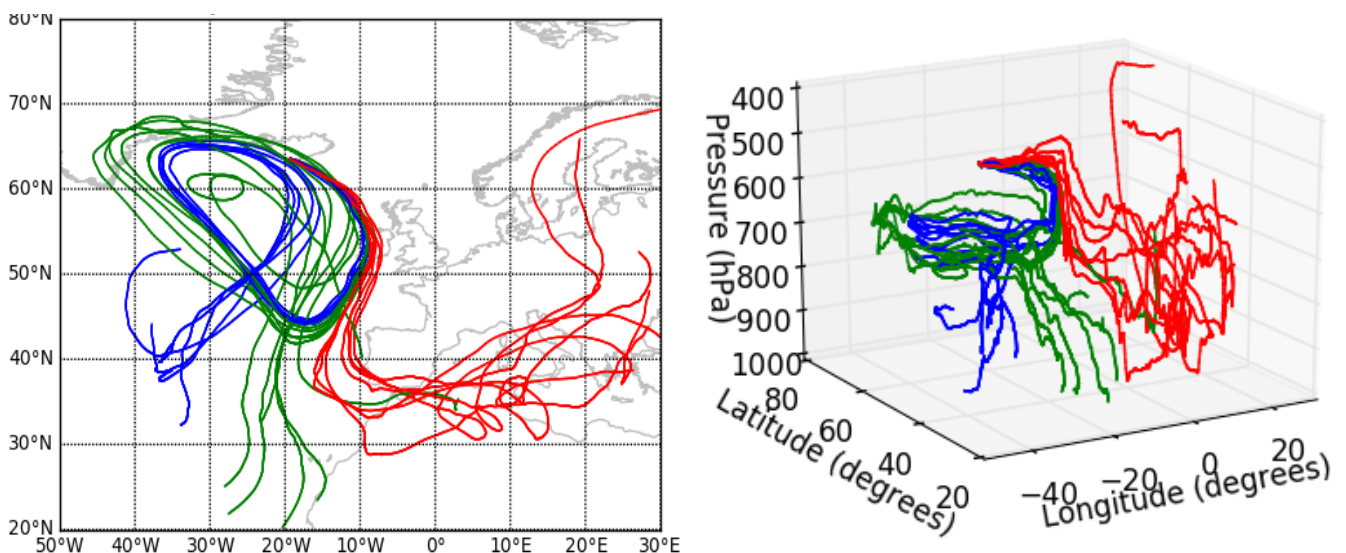 80°N
70°N
60°N
50°N
40°N
30°N
20°N
50°W 40°W 30°W 20°W 10°W 0° 10°E 20°E 30°E
400
500
600
700
800
900
1000
Pressure (hPa)
80
60
40
20
Latitude (degrees)
−40 −20 0 20
Longitude (degrees)